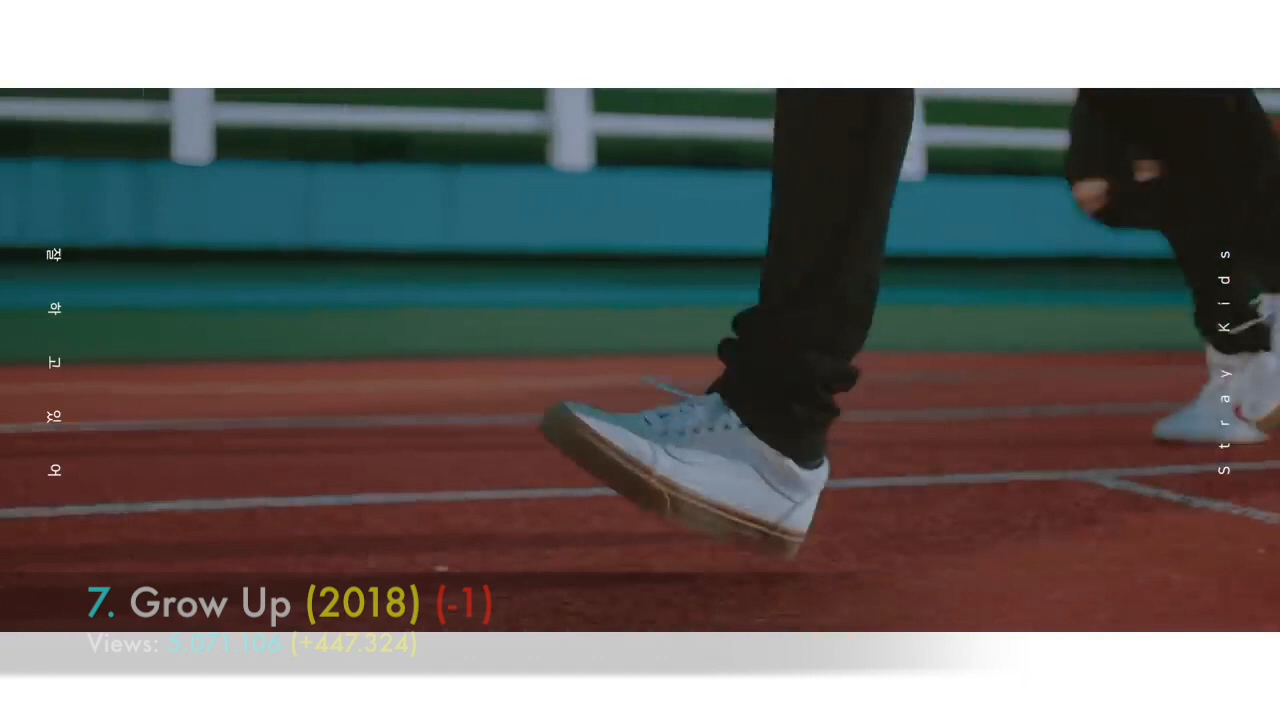 잘 하 고 있 어
Stray Kids
7. Grow Up (2018) (-1)
Views: 5.071.106 (+447.324)